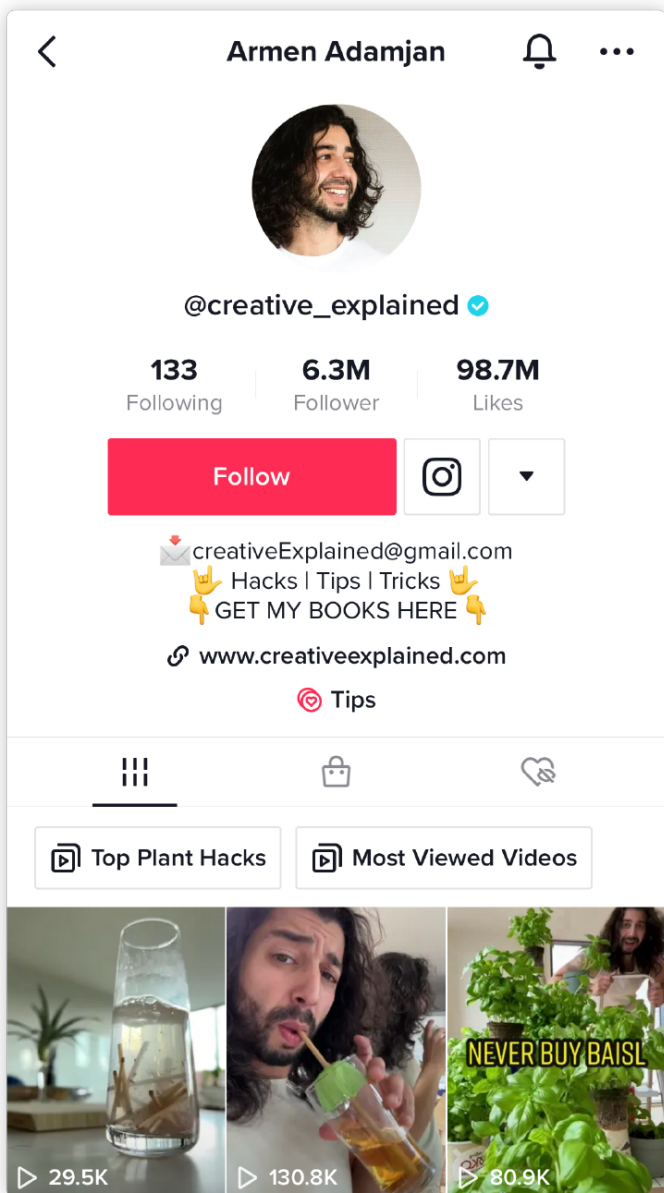 Armen Adamjan
@creative_explained
133 6.3M 98.7M
Following Follower Likes
Follow
creativeExplained@gmail.com
🤟 Hacks | Tips | Tricks 🤟
👇GET MY BOOKS HERE 👇
www.creativeexplained.com
Tips
Top Plant Hacks Most Viewed Videos
NEVER BUY BAISL
29.5K 130.8K 80.9K